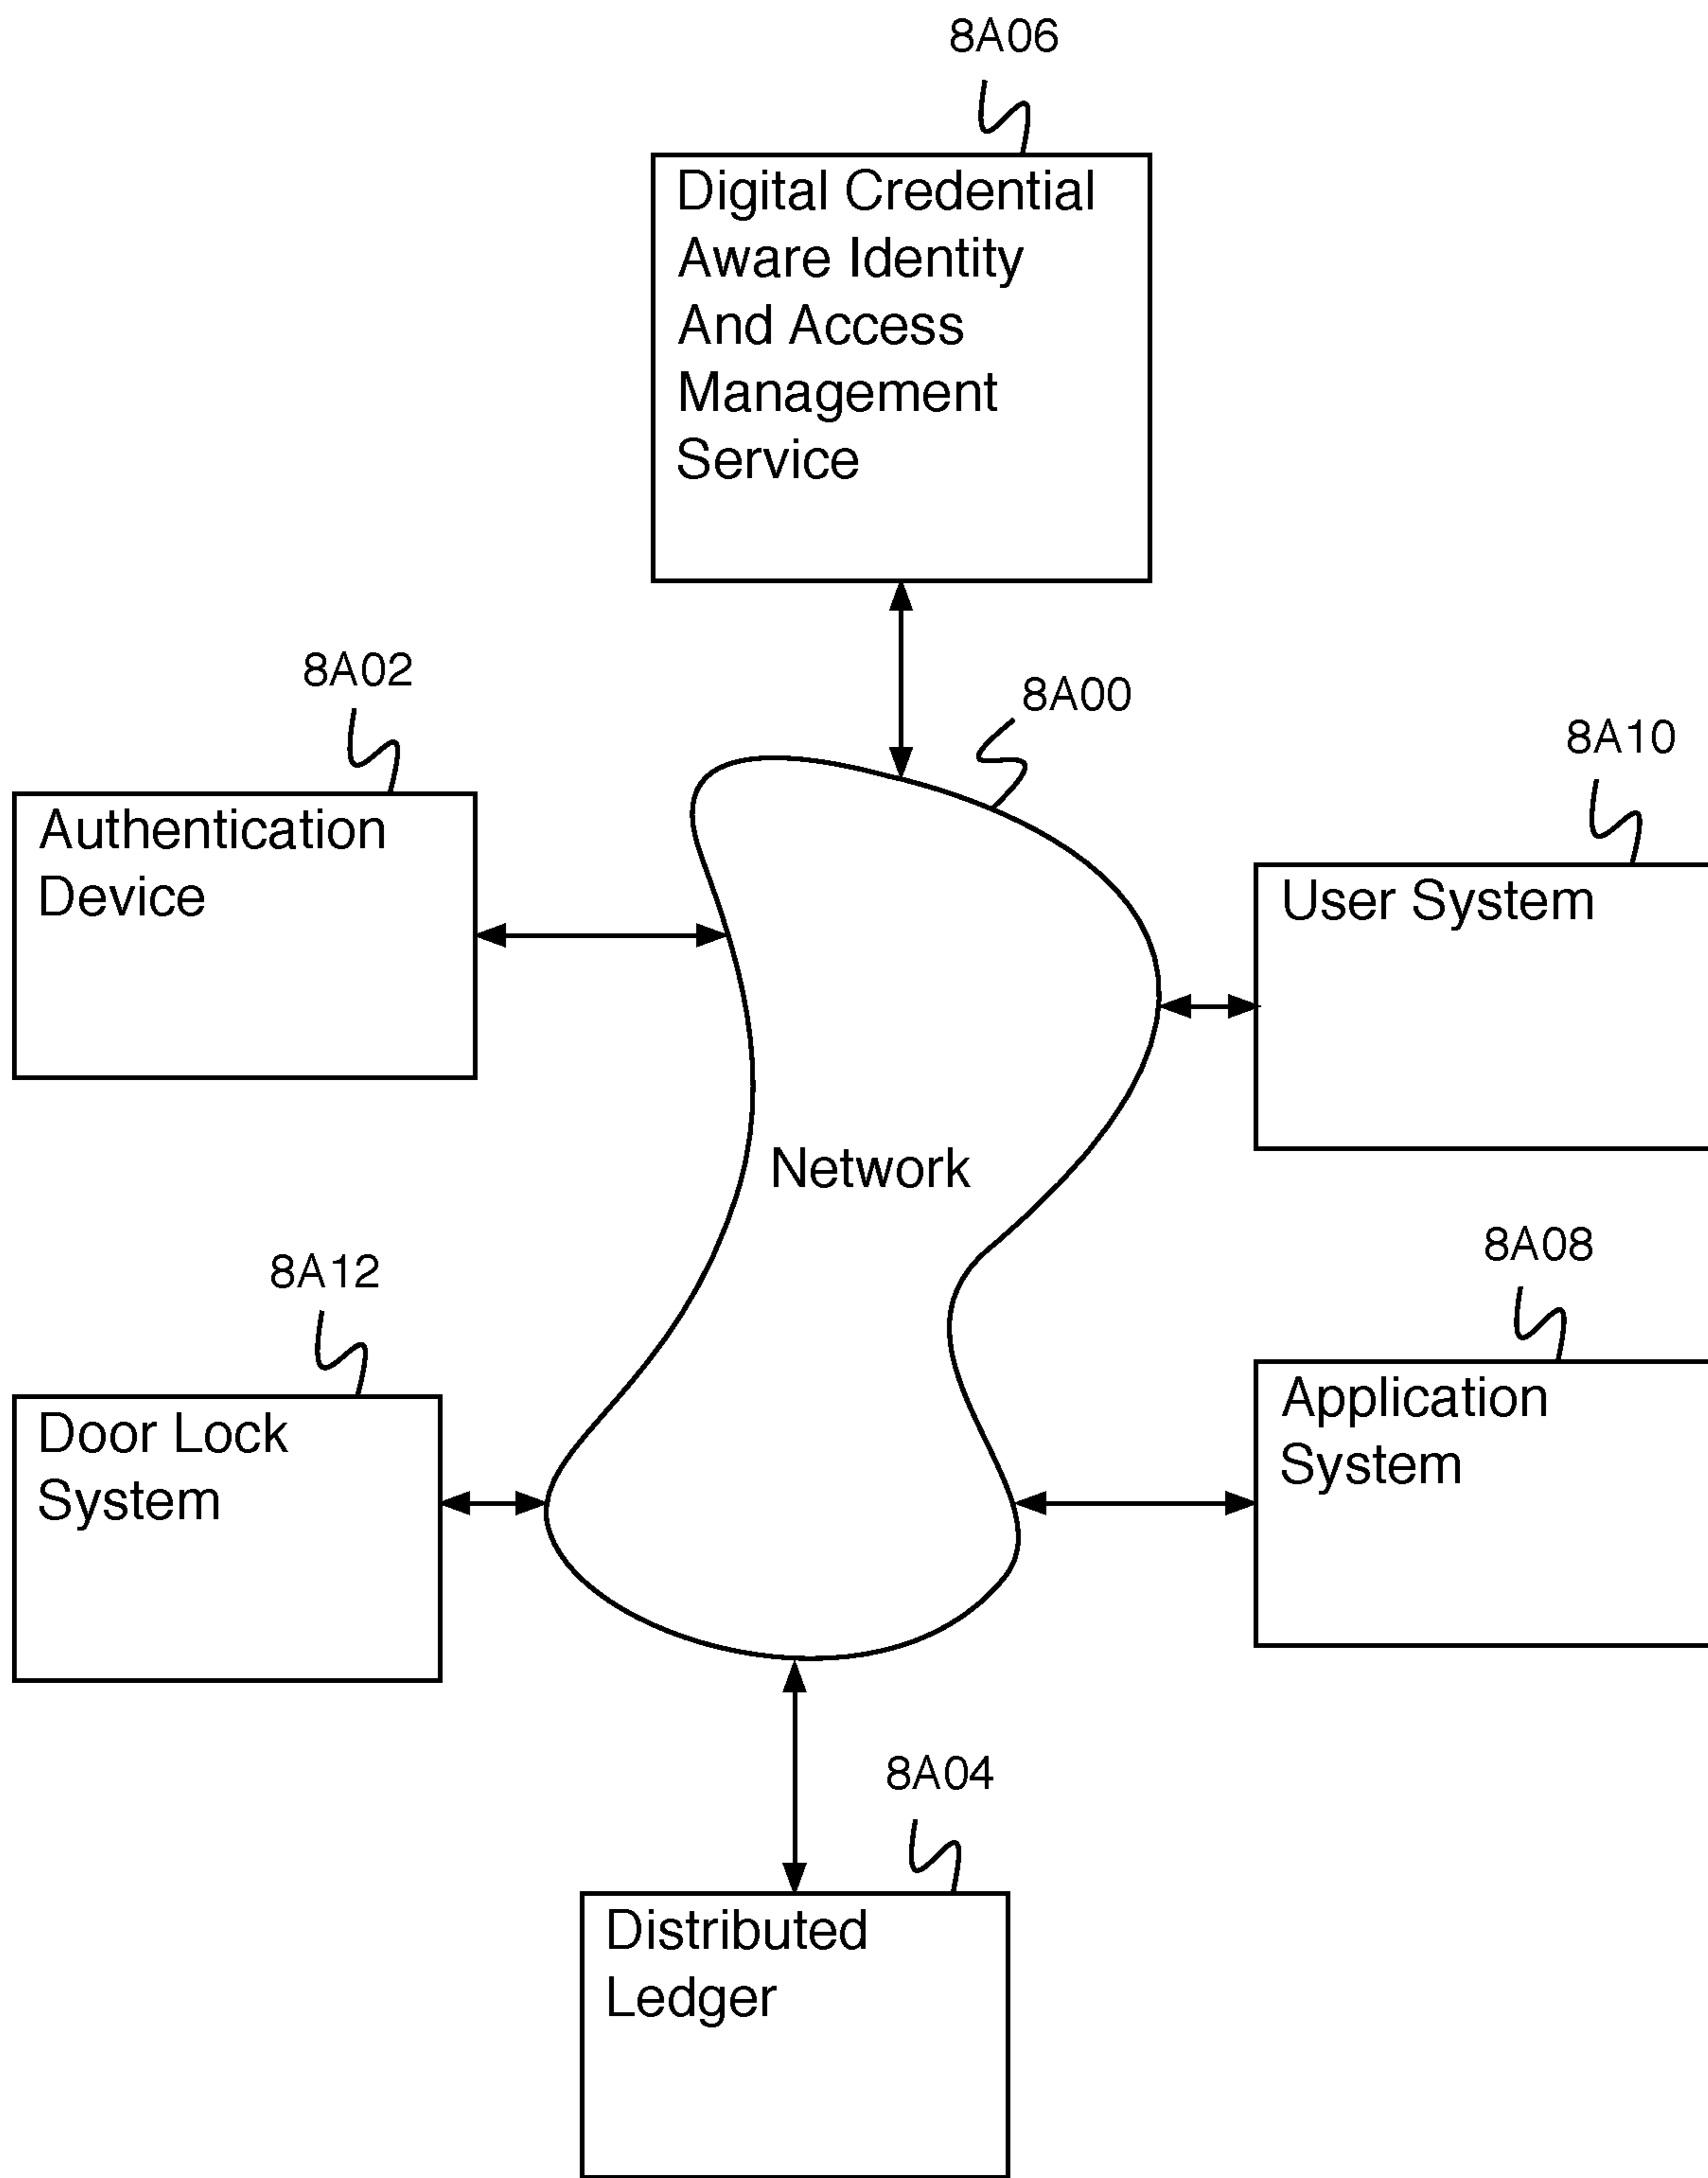 8A06
Digital Credential
Aware Identity
And Access
Management
Service
8A02
8A00
8A10
Authentication
Device
User System
Network
8A12
8A08
Door Lock
System
Application
System
8A04
Distributed
Ledger